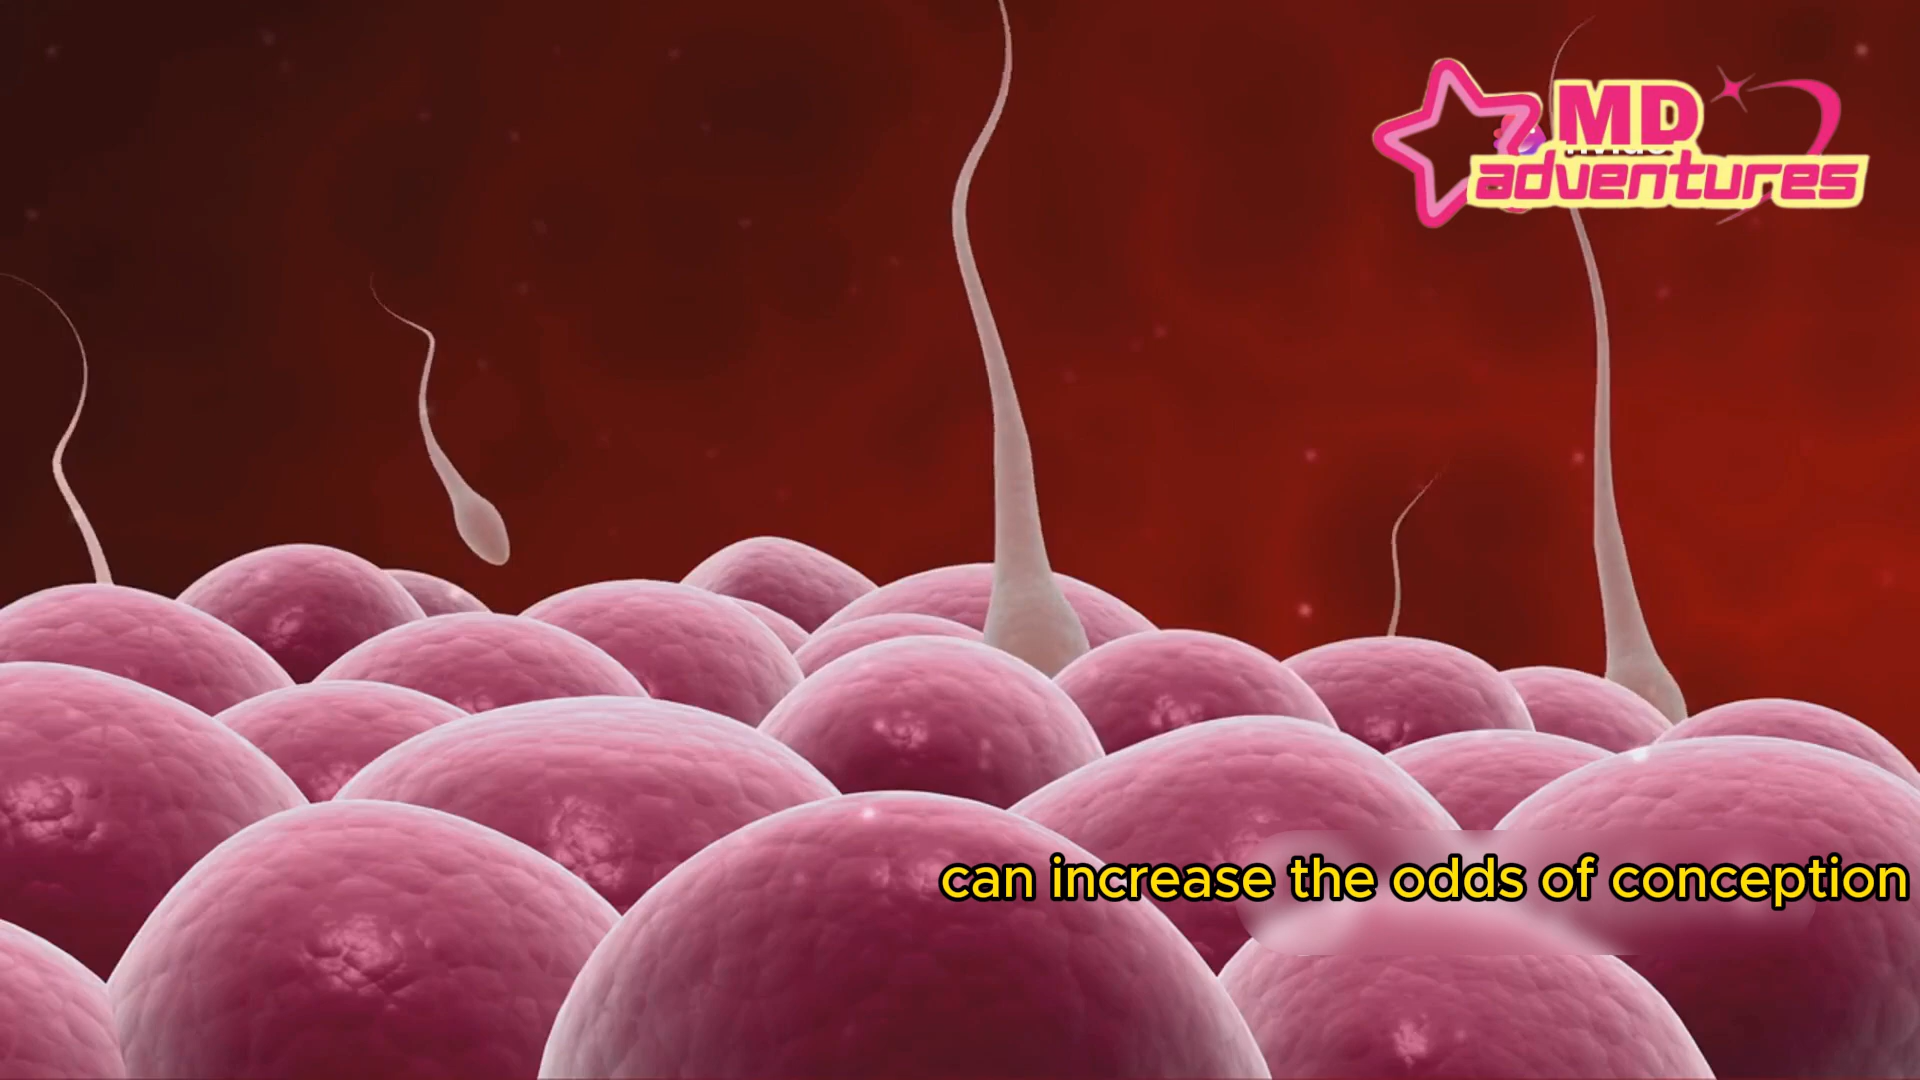 MD
adventures
can increase the odds of conception